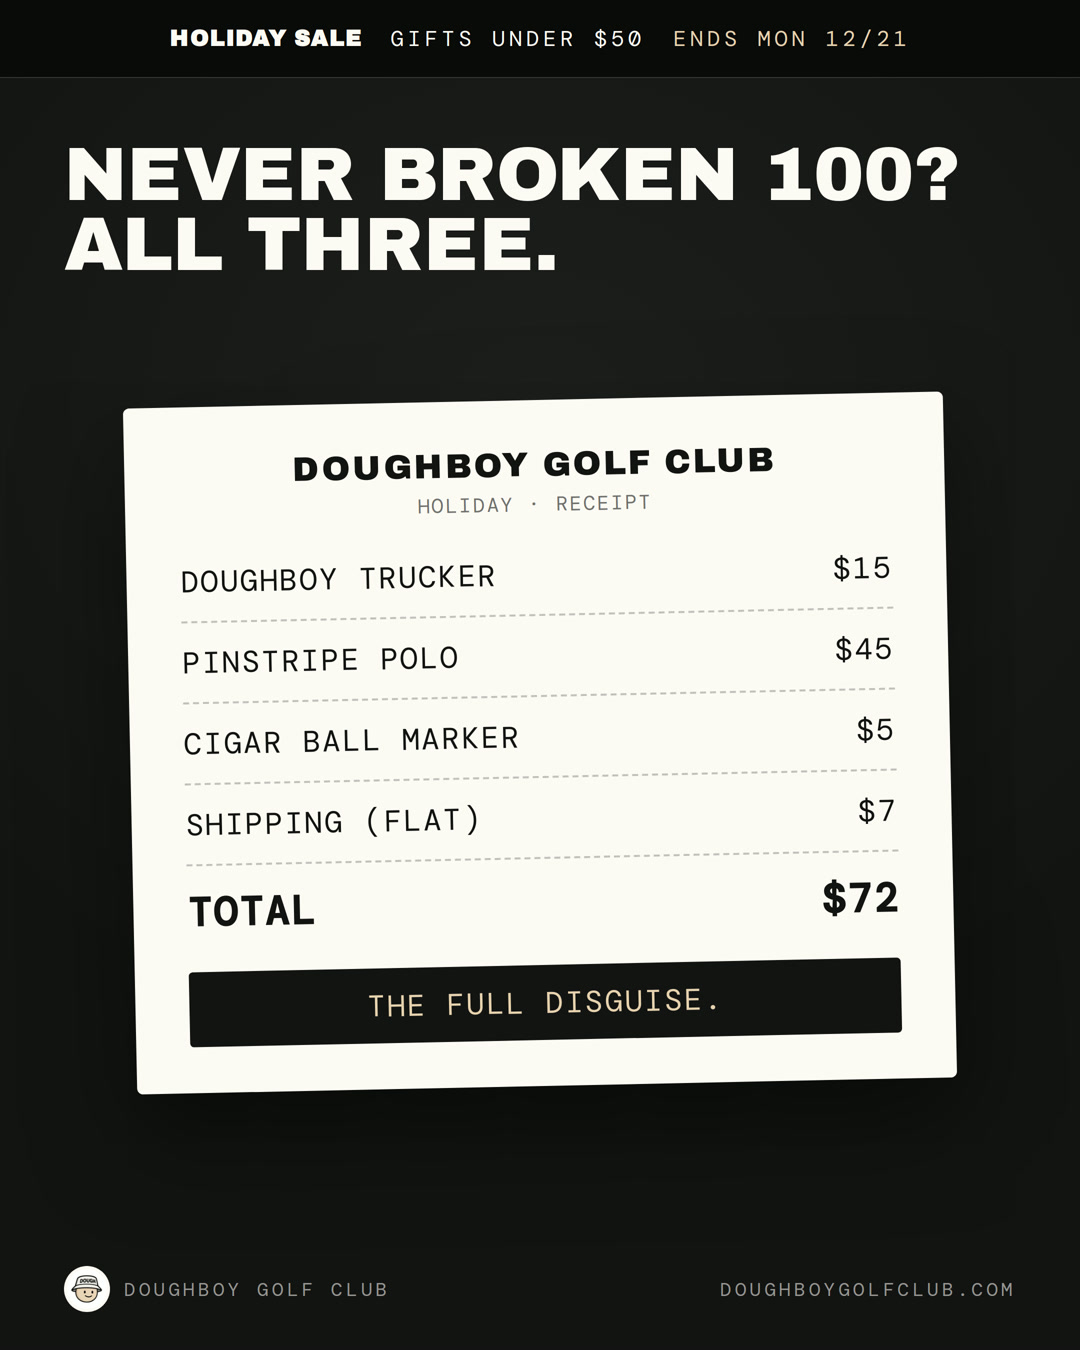 HOLIDAY SALE GIFTS UNDER $50 ENDS MON 12/21
NEVER BROKEN 100?
ALL THREE.
DOUGHBOY GOLF CLUB
HOLIDAY · RECEIPT
DOUGHBOY TRUCKER $15
PINSTRIPE POLO $45
CIGAR BALL MARKER $5
SHIPPING (FLAT) $7
TOTAL $72
THE FULL DISGUISE.
DOUGH
DOUGHBOY GOLF CLUB DOUGHBOYGOLFCLUB.COM